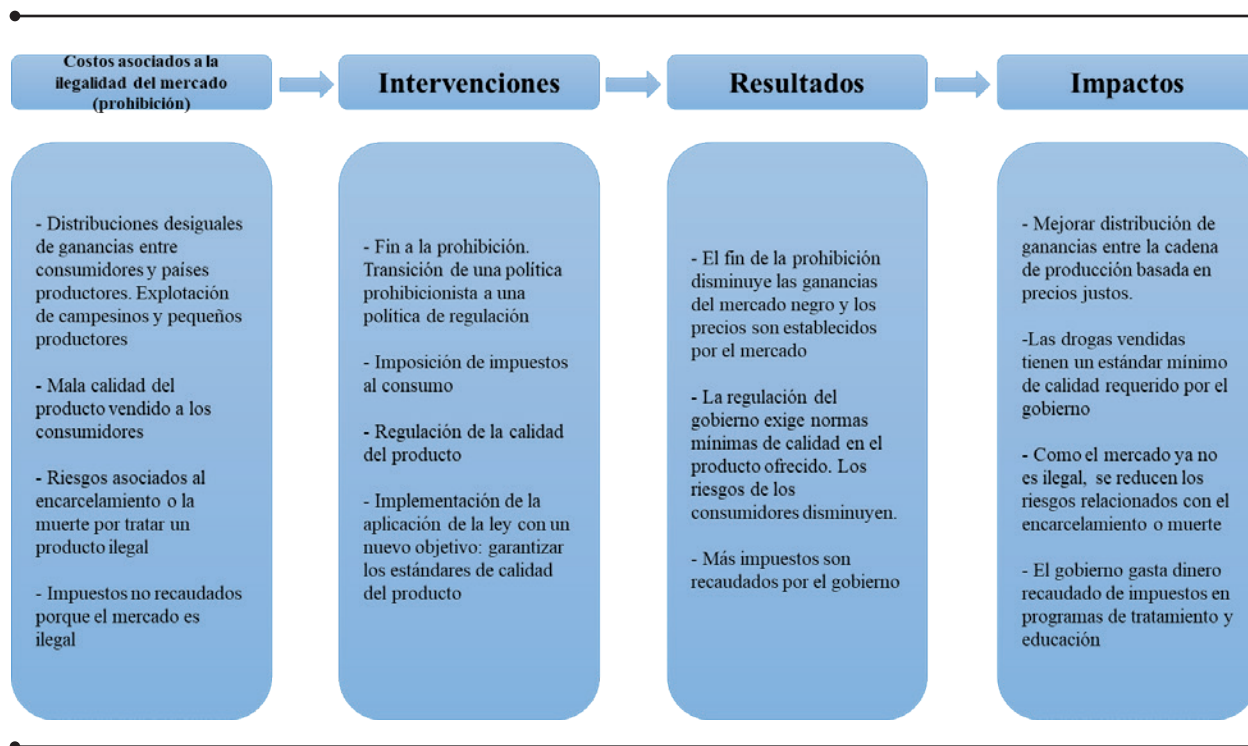 Costos asociados a la
ilegalidad del mercado
(prohibición)
Intervenciones
Resultados
Impactos
- Distribuciones desiguales
de ganancias entre
consumidores y países
productores. Explotación
de campesinos y pequeños
productores
- Mala calidad del
producto vendido a los
consumidores
- Riesgos asociados al
encarcelamiento o la
muerte por tratar un
producto ilegal
- Impuestos no recaudados
porque el mercado es
ilegal
- Fin a la prohibición.
Transición de una política
prohibicionista a una
política de regulación
- Imposición de impuestos
al consumo
- Regulación de la calidad
del producto
- Implementación de la
aplicación de la ley con un
nuevo objetivo: garantizar
los estándares de calidad
del producto
- El fin de la prohibición
disminuye las ganancias
del mercado negro y los
precios son establecidos
por el mercado
- La regulación del
gobierno exige normas
mínimas de calidad en el
producto ofrecido. Los
riesgos de los
consumidores disminuyen.
- Más impuestos son
recaudados por el gobierno
- Mejorar distribución de
ganancias entre la cadena
de producción basada en
precios justos.
-Las drogas vendidas
tienen un estándar mínimo
de calidad requerido por el
gobierno
- Como el mercado ya no
es ilegal, se reducen los
riesgos relacionados con el
encarcelamiento o muerte
- El gobierno gasta dinero
recaudado de impuestos en
programas de tratamiento y
educación